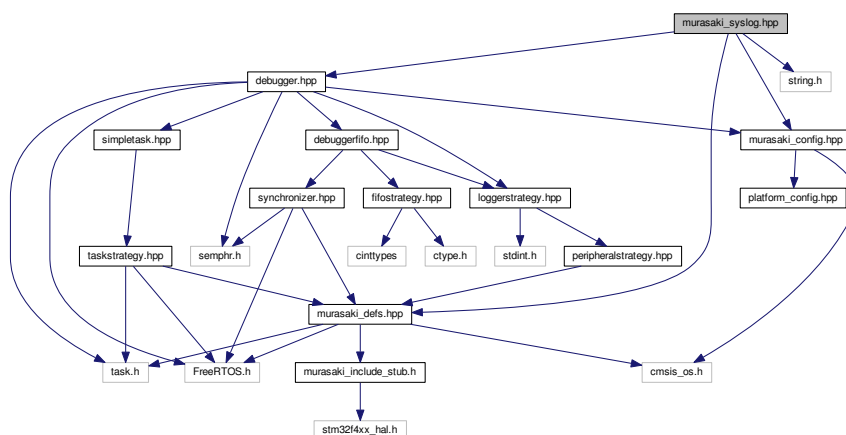 murasaki_syslog.hpp
debugger.hpp
string.h
simpletask.hpp
debuggerfifo.hpp
murasaki_config.hpp
synchronizer.hpp
fifostrategy.hpp
loggerstrategy.hpp
platform_config.hpp
taskstrategy.hpp
semphr.h
cinttypes
ctype.h
stdint.h
peripheralstrategy.hpp
murasaki_defs.hpp
task.h
FreeRTOS.h
murasaki_include_stub.h
cmsis_os.h
stm32f4xx_hal.h